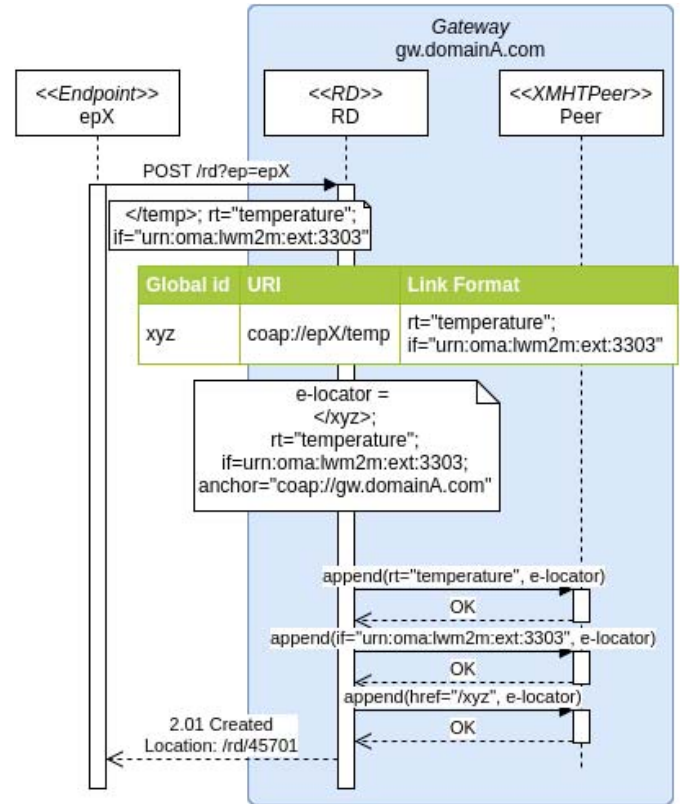 Gateway
gw.domainA.com
<<Endpoint>>
epX
<<RD>>
RD
<<XMHTPeer>>
Peer
POST /rd?ep=epX
</temp>; rt="temperature";
if="urn:oma:lwm2m:ext:3303"
Global id URI Link Format
xyz coap://epX/temp rt="temperature";
if="urn:oma:lwm2m:ext:3303"
e-locator =
</xyz>;
rt="temperature";
if=urn:oma:lwm2m:ext:3303;
anchor="coap://gw.domainA.com"
append(rt="temperature", e-locator)
OK
append(if="urn:oma:lwm2m:ext:3303", e-locator)
OK
append(href="/xyz", e-locator)
OK
2.01 Created
Location: /rd/45701